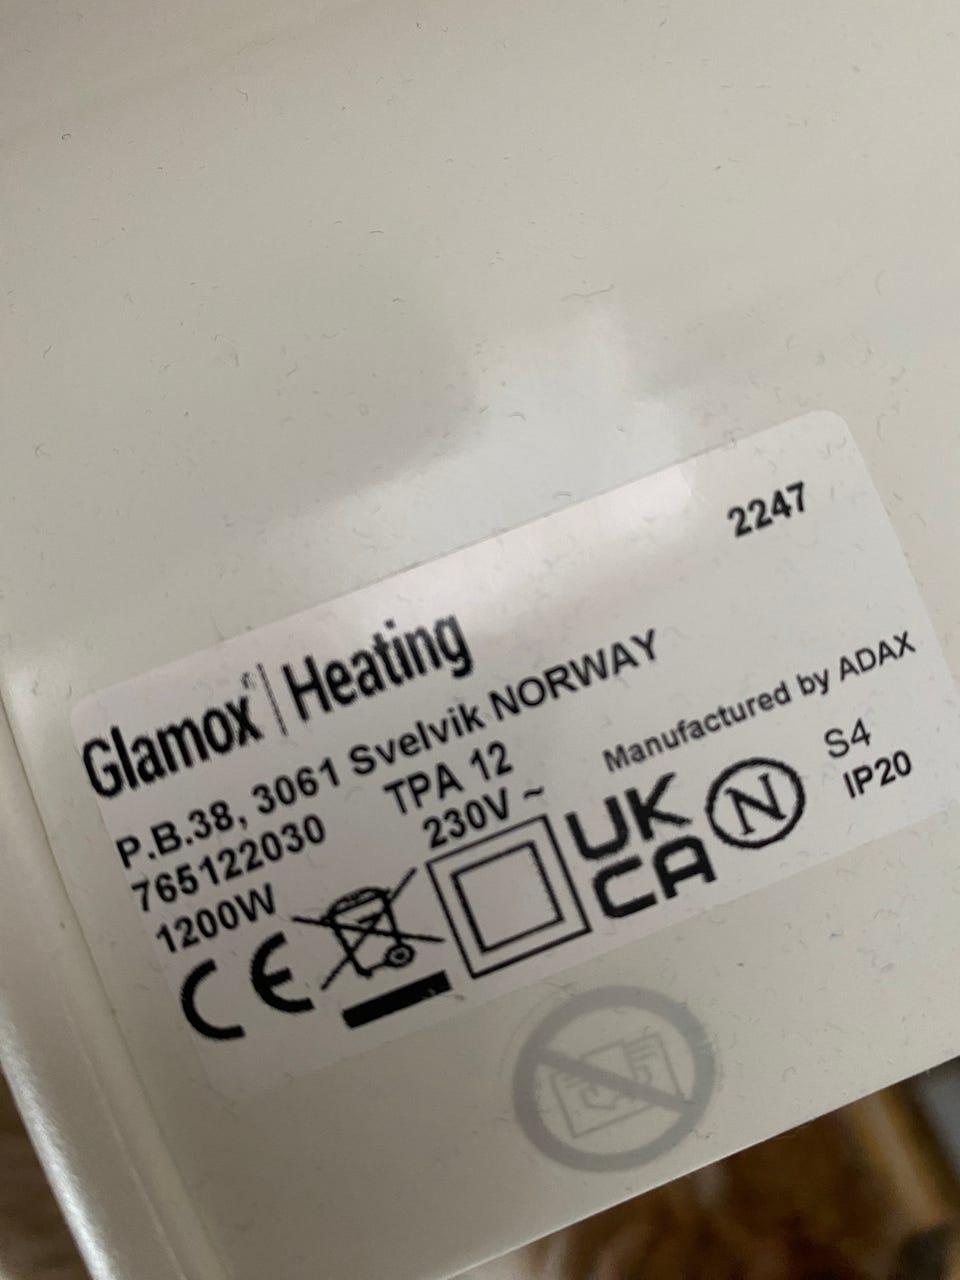 2247
Glamox | Heating
P.B.38, 3061 Svelvik NORWAY
765122030 TPA 12 Manufactured by ADAX
1200W 230V ~ S4
CE UK CA N IP20